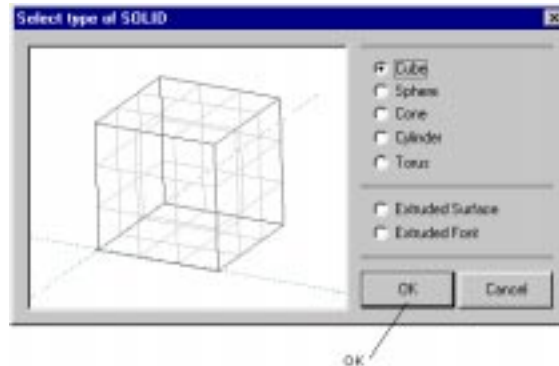 Select type of SOLID
Cube
Sphere
Cone
Cylinder
Torus
Extruded Surface
Extruded Font
OK
Cancel
OK